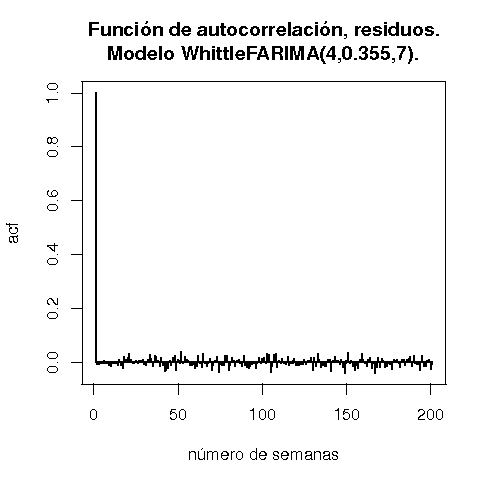 Función de autocorrelación, residuos.
Modelo WhittleFARIMA(4,0.355,7).
acf
1.0
0.8
0.6
0.4
0.2
0.0
0 50 100 150 200
número de semanas